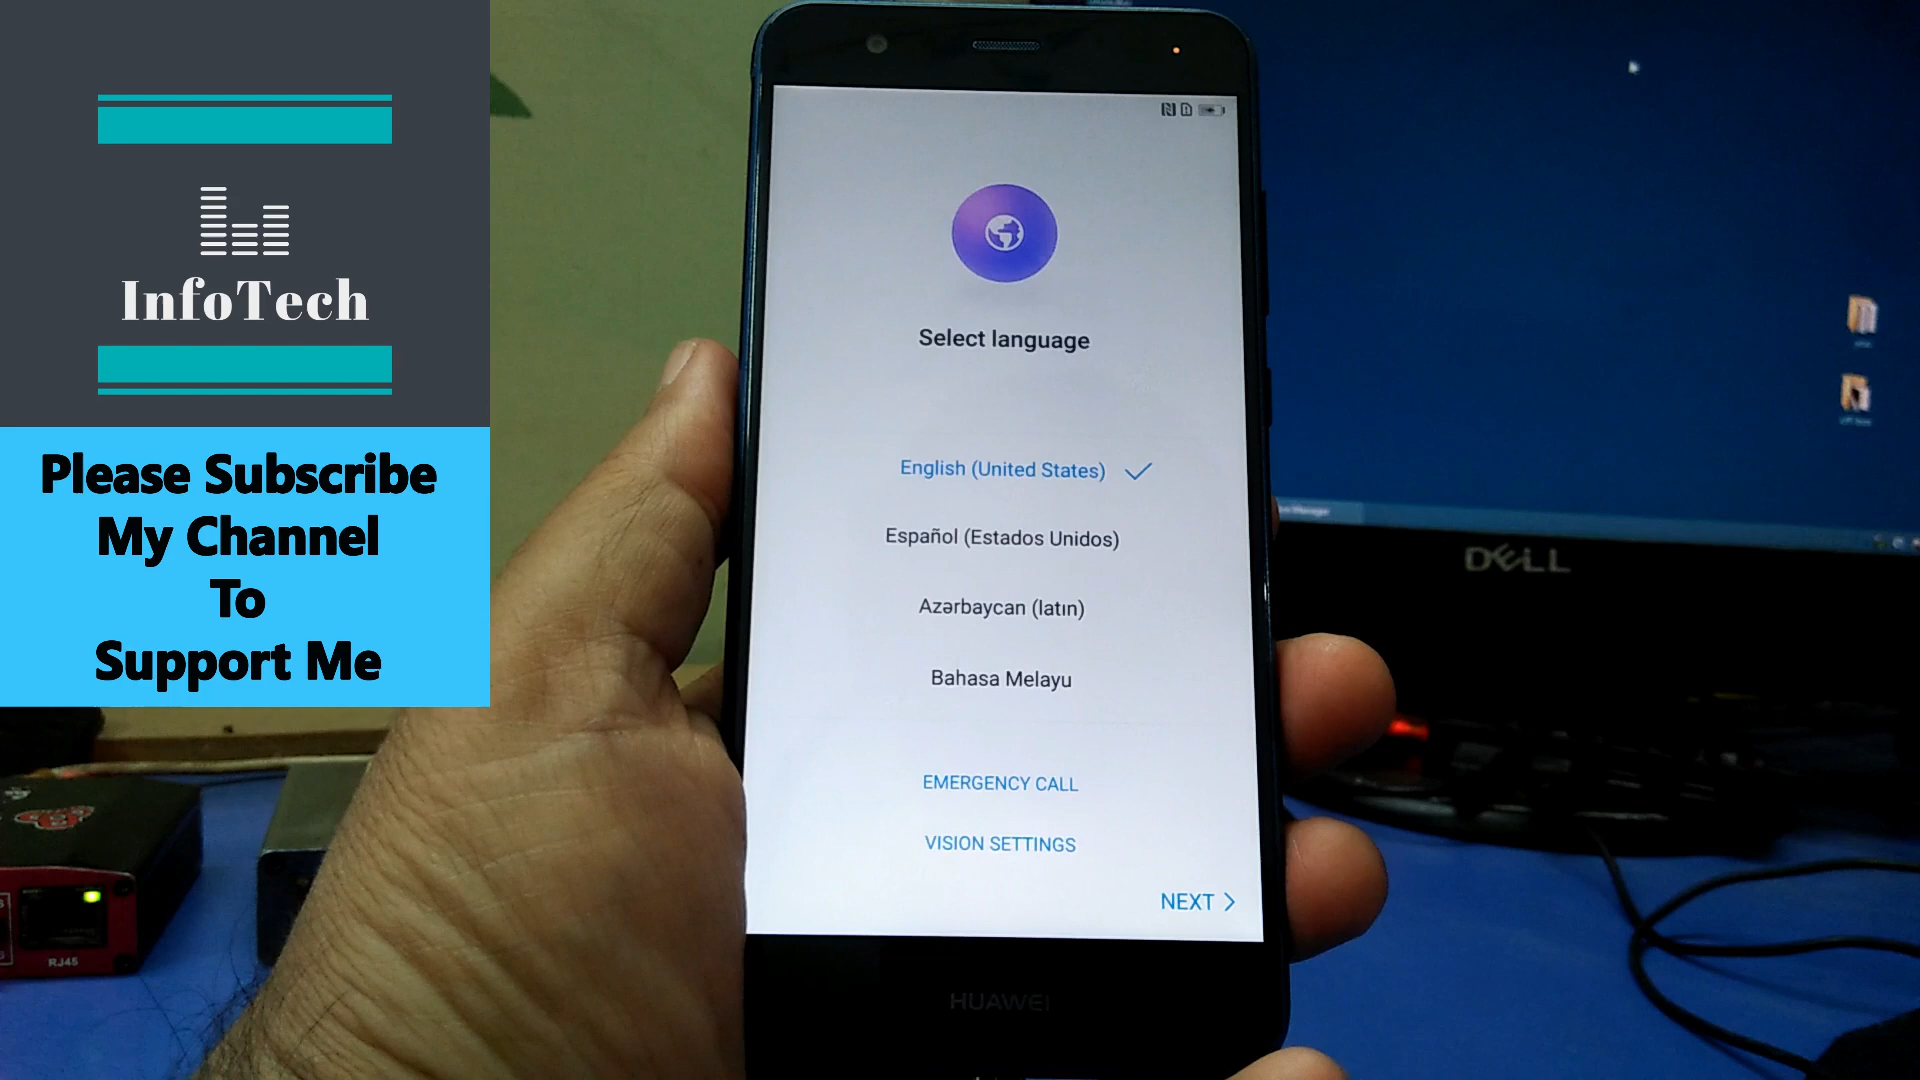 InfoTech
Please Subscribe
My Channel
To
Support Me
Select language
English (United States)
Español (Estados Unidos)
Azərbaycan (latın)
Bahasa Melayu
EMERGENCY CALL
VISION SETTINGS
NEXT
HUAWEI
DELL
RJ45